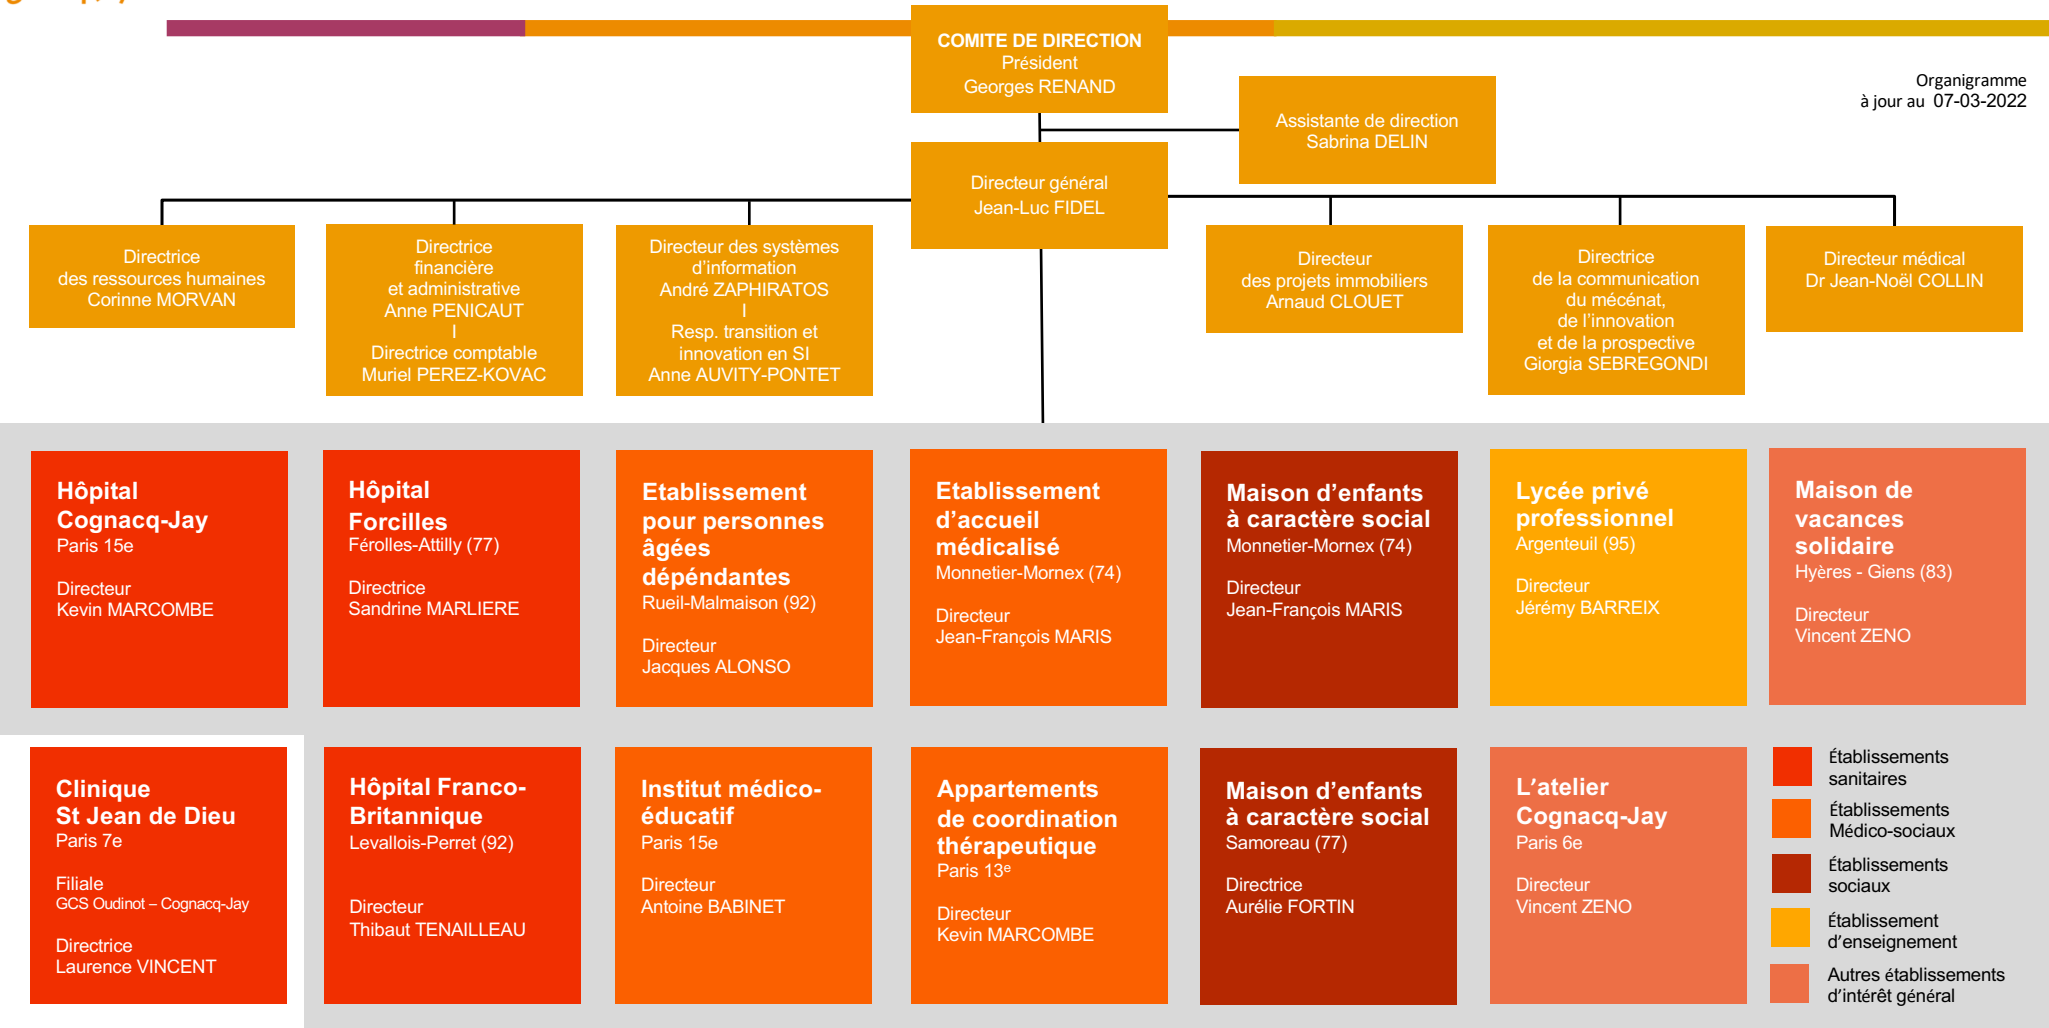 COMITE DE DIRECTION
Président
Georges RENAND
Organigramme
à jour au 07-03-2022
Assistante de direction
Sabrina DELIN
Directeur général
Jean-Luc FIDEL
Directrice
des ressources humaines
Corinne MORVAN
Directrice
financière
et administrative
Anne PENICAUT
I
Directrice comptable
Muriel PEREZ-KOVAC
Directeur des systèmes
d'information
André ZAPHIRATOS
I
Resp. transition et
innovation en SI
Anne AUVITY-PONTET
Directeur
des projets immobiliers
Arnaud CLOUET
Directrice
de la communication
du mécénat,
de l'innovation
et de la prospective
Giorgia SEBREGONDI
Directeur médical
Dr Jean-Noël COLLIN
Hôpital
Cognacq-Jay
Paris 15e
Directeur
Kevin MARCOMBE
Hôpital
Forcilles
Férolles-Attilly (77)
Directrice
Sandrine MARLIERE
Etablissement
pour personnes
âgées
dépéndantes
Rueil-Malmaison (92)
Directeur
Jacques ALONSO
Etablissement
d'accueil
médicalisé
Monnetier-Mornex (74)
Directeur
Jean-François MARIS
Maison d'enfants
à caractère social
Monnetier-Mornex (74)
Directeur
Jean-François MARIS
Lycée privé
professionnel
Argenteuil (95)
Directeur
Jérémy BARREIX
Maison de
vacances
solidaire
Hyères - Giens (83)
Directeur
Vincent ZENO
Clinique
St Jean de Dieu
Paris 7e
Filiale
GCS Oudinot – Cognacq-Jay
Directrice
Laurence VINCENT
Hôpital Franco-
Britannique
Levallois-Perret (92)
Directeur
Thibaut TENAILLEAU
Institut médico-
éducatif
Paris 15e
Directeur
Antoine BABINET
Appartements
de coordination
thérapeutique
Paris 13e
Directeur
Kevin MARCOMBE
Maison d'enfants
à caractère social
Samoreau (77)
Directrice
Aurélie FORTIN
L'atelier
Cognacq-Jay
Paris 6e
Directeur
Vincent ZENO
Établissements
sanitaires
Établissements
Médico-sociaux
Établissements
sociaux
Établissement
d'enseignement
Autres établissements
d'intérêt général